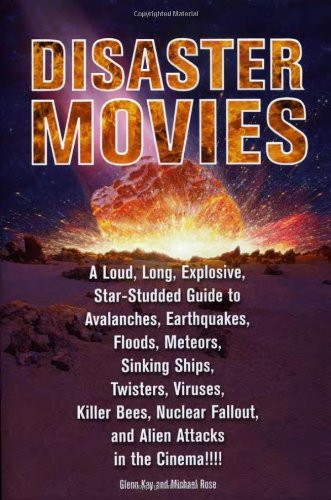 DISASTER
MOVIES
A Loud, Long, Explosive,
Star-Studded Guide to
Avalanches, Earthquakes,
Floods, Meteors,
Sinking Ships,
Twisters, Viruses,
Killer Bees, Nuclear Fallout,
and Alien Attacks
in the Cinema!!!!
Glenn Kay and Michael Rose